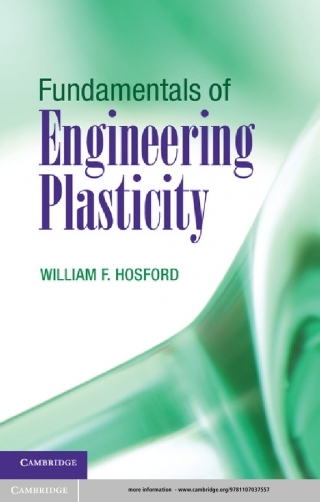 Fundamentals of
Engineering
Plasticity
WILLIAM F. HOSFORD
CAMBRIDGE
CAMBRIDGE
more information - www.cambridge.org/9781107037557